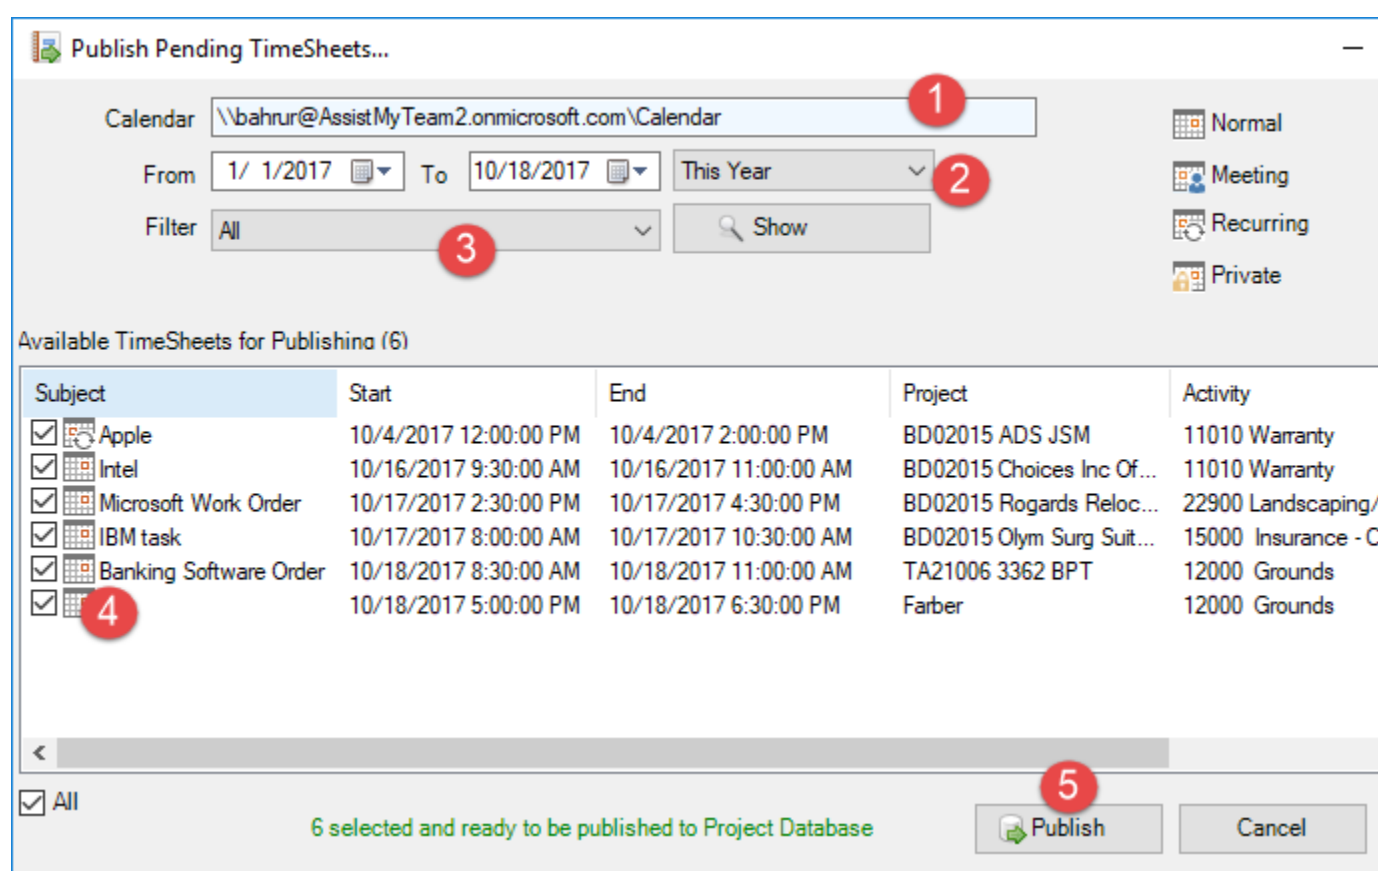 Publish Pending TimeSheets...
Calendar \\bahrur@AssistMyTeam2.onmicrosoft.com\Calendar 1
Normal
From 1/ 1/2017 To 10/18/2017 This Year 2
Meeting
Filter All 3 Show
Recurring
Private
Available TimeSheets for Publishing (6)
Subject Start End Project Activity
Apple 10/4/2017 12:00:00 PM 10/4/2017 2:00:00 PM BD02015 ADS JSM 11010 Warranty
Intel 10/16/2017 9:30:00 AM 10/16/2017 11:00:00 AM BD02015 Choices Inc Of... 11010 Warranty
Microsoft Work Order 10/17/2017 2:30:00 PM 10/17/2017 4:30:00 PM BD02015 Rogards Reloc... 22900 Landscaping/
IBM task 10/17/2017 8:00:00 AM 10/17/2017 10:30:00 AM BD02015 Olym Surg Suit... 15000 Insurance - C
Banking Software Order 10/18/2017 8:30:00 AM 10/18/2017 11:00:00 AM TA21006 3362 BPT 12000 Grounds
4 10/18/2017 5:00:00 PM 10/18/2017 6:30:00 PM Farber 12000 Grounds
All
5
6 selected and ready to be published to Project Database Publish Cancel